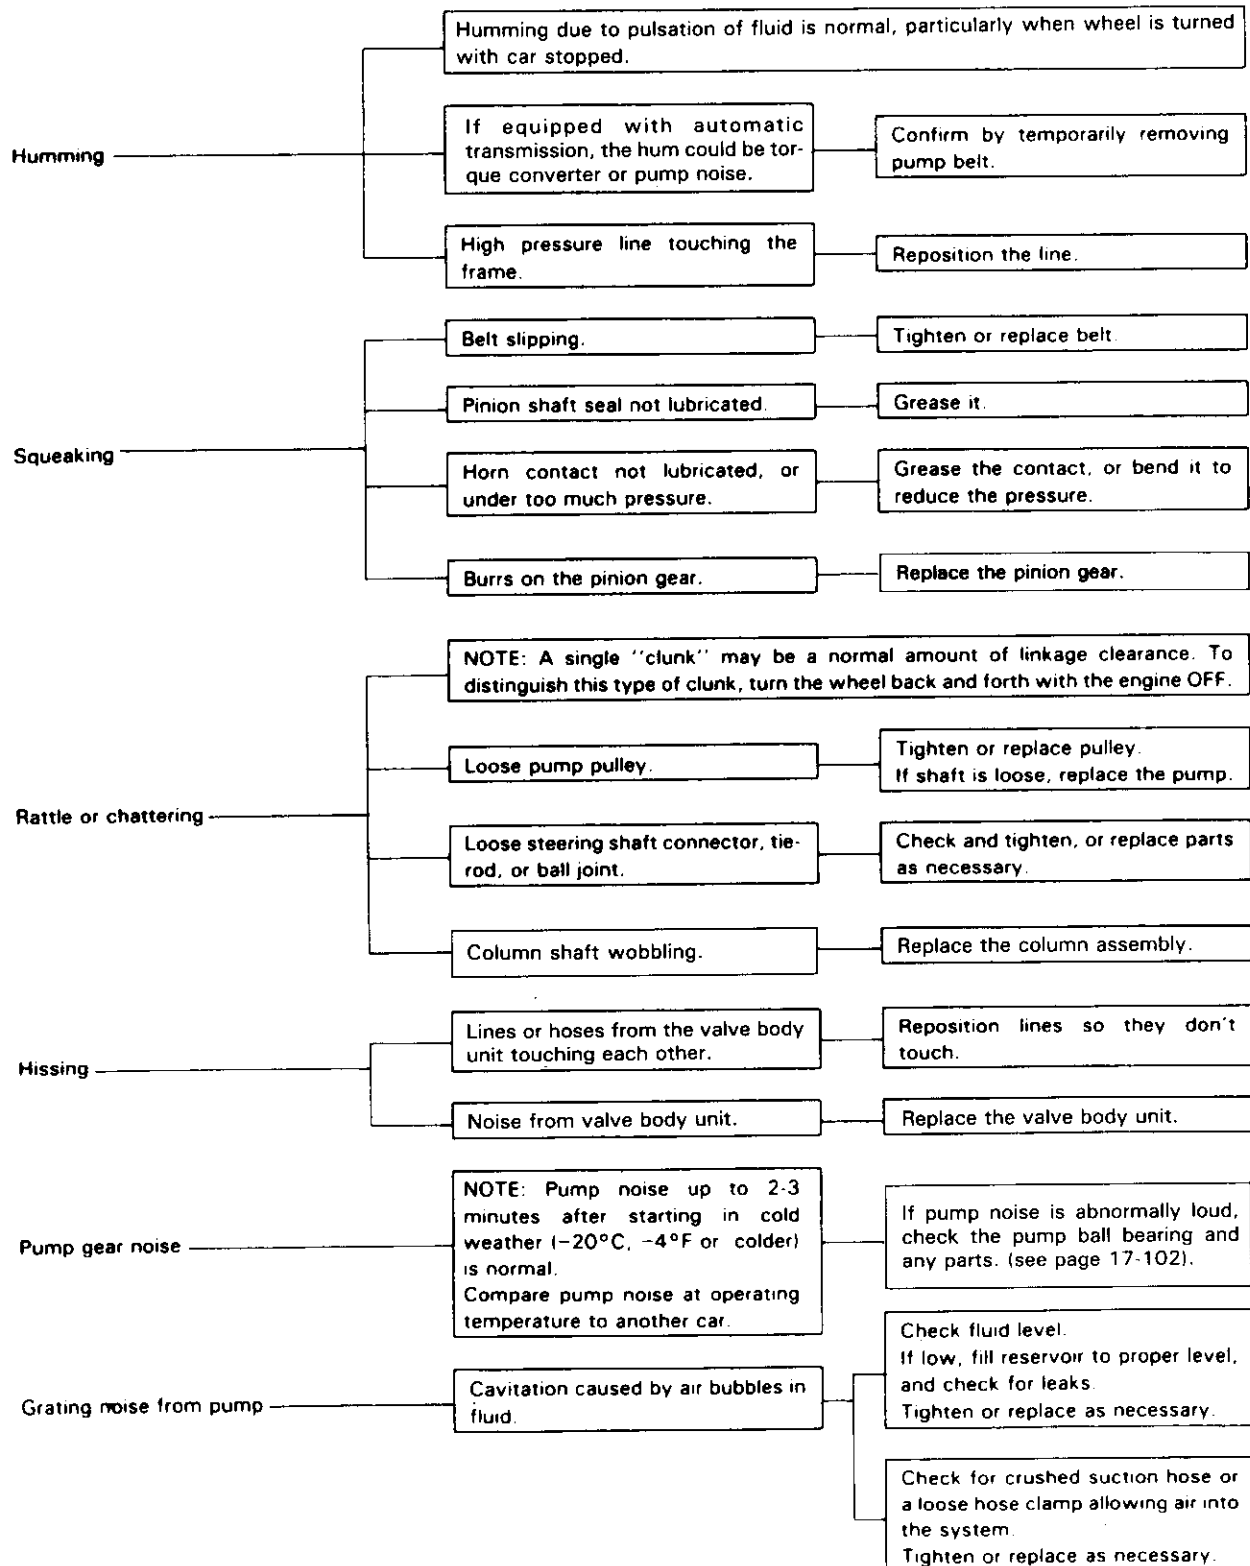 Humming due to pulsation of fluid is normal, particularly when wheel is turned
with car stopped.
Humming
If equipped with automatic
transmission, the hum could be tor-
que converter or pump noise.
Confirm by temporarily removing
pump belt.
High pressure line touching the
frame.
Reposition the line.
Squeaking
Belt slipping.
Tighten or replace belt.
Pinion shaft seal not lubricated.
Grease it.
Horn contact not lubricated, or
under too much pressure.
Grease the contact, or bend it to
reduce the pressure.
Burrs on the pinion gear.
Replace the pinion gear.
Rattle or chattering
NOTE: A single "clunk" may be a normal amount of linkage clearance. To
distinguish this type of clunk, turn the wheel back and forth with the engine OFF.
Loose pump pulley.
Tighten or replace pulley.
If shaft is loose, replace the pump.
Loose steering shaft connector, tie-
rod, or ball joint.
Check and tighten, or replace parts
as necessary.
Column shaft wobbling.
Replace the column assembly.
Hissing
Lines or hoses from the valve body
unit touching each other.
Reposition lines so they don't
touch.
Noise from valve body unit.
Replace the valve body unit.
Pump gear noise
NOTE: Pump noise up to 2-3
minutes after starting in cold
weather (−20°C, −4°F or colder)
is normal.
Compare pump noise at operating
temperature to another car.
If pump noise is abnormally loud,
check the pump ball bearing and
any parts. (see page 17-102).
Grating noise from pump
Cavitation caused by air bubbles in
fluid.
Check fluid level.
If low, fill reservoir to proper level,
and check for leaks.
Tighten or replace as necessary.
Check for crushed suction hose or
a loose hose clamp allowing air into
the system.
Tighten or replace as necessary.